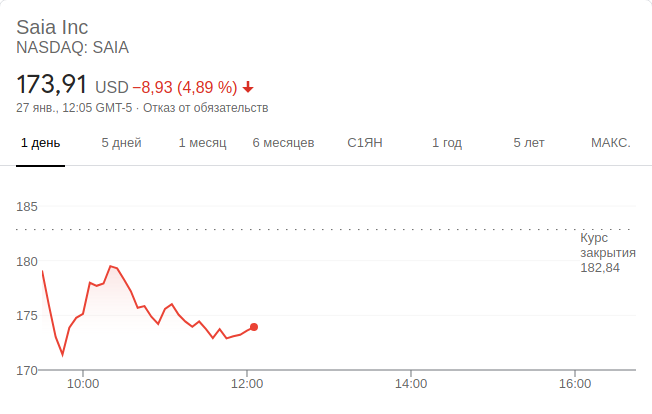 Saia Inc
NASDAQ: SAIA
173,91 USD −8,93 (4,89 %)
27 янв., 12:05 GMT-5 · Отказ от обязательств
1 день 5 дней 1 месяц 6 месяцев С1ЯН 1 год 5 лет МАКС.
185
Курс
закрытия
182,84
180
175
170
10:00 12:00 14:00 16:00